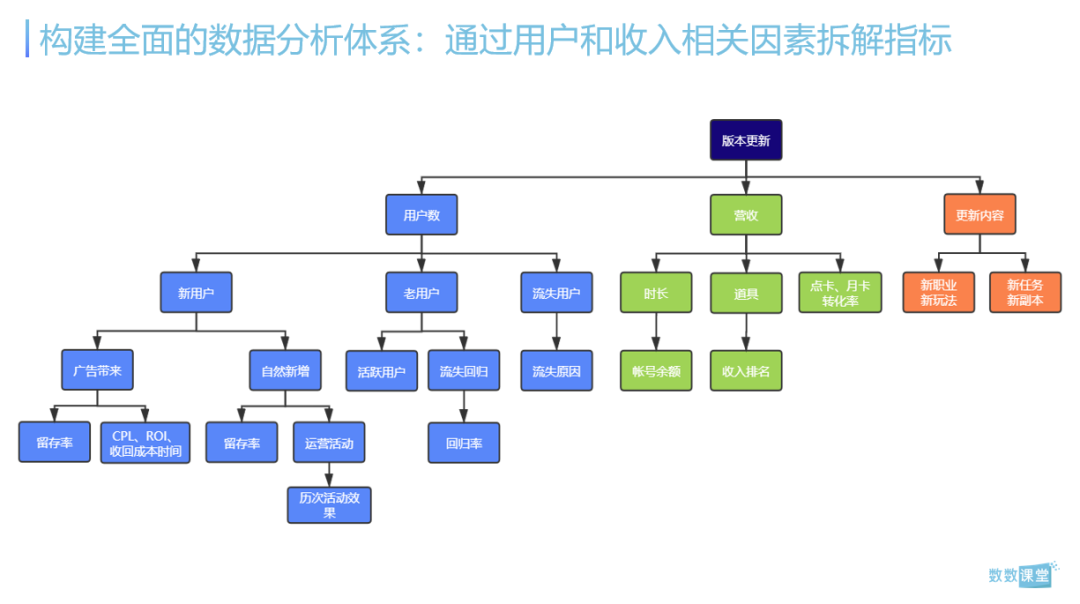 构建全面的数据分析体系：通过用户和收入相关因素拆解指标
版本更新
用户数
营收
更新内容
新用户
老用户
流失用户
时长
道具
点卡、月卡
转化率
新职业
新玩法
新任务
新副本
广告带来
自然新增
活跃用户
流失回归
流失原因
帐号余额
收入排名
留存率
CPL、ROI、
收回成本时间
留存率
运营活动
回归率
历次活动效
果
数数课堂